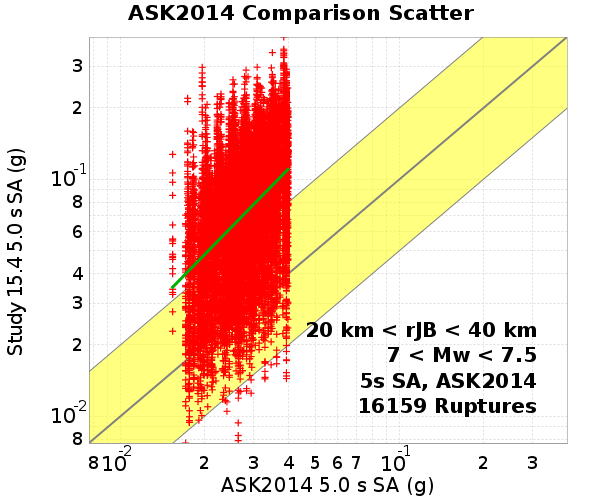 ASK2014 Comparison Scatter
3
2
10-1
8
6
4
3
2
10-2
8
Study 15.4 5.0 s SA (g)
20 km < rJB < 40 km
7 < Mw < 7.5
5s SA, ASK2014
16159 Ruptures
8 10-2 2 3 4 5 6 7 10-1 2 3
ASK2014 5.0 s SA (g)